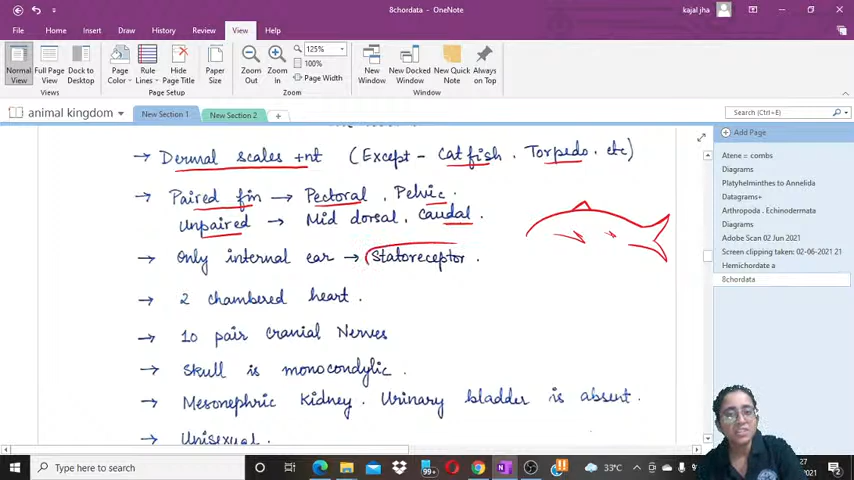 8chordata - OneNote
kajal jha
File Home Insert Draw History Review View Help
Normal View
Full Page View
Dock to Desktop
Page Color
Rule Lines
Hide Page Title
Paper Size
Zoom Out
Zoom In
125%
100%
Page Width
New Window
New Docked Window
New Quick Note
Always on Top
Views
Page Setup
Zoom
Window
animal kingdom
New Section 1
New Section 2
+
Search (Ctrl+E)
→ Dermal scales +nt (Except - Catfish . Torpedo . etc)
→ Paired fin → Pectoral , Pelvic .
Unpaired → Mid dorsal , Caudal .
→ Only internal ear → Statoreceptor .
→ 2 chambered heart .
→ 10 pair cranial Nerves
→ Skull is monocondylic .
→ Mesonephric Kidney . Urinary bladder is absent .
→ Unisexual .
Add Page
Atene = combs
Diagrams
Platyhelminthes to Annelida
Datagrams+
Arthropoda . Echinodermata
Diagrams
Adobe Scan 02 Jun 2021
Screen clipping taken: 02-06-2021 21
Hemichordate a
8chordata
Type here to search
99+
33°C
27
2021